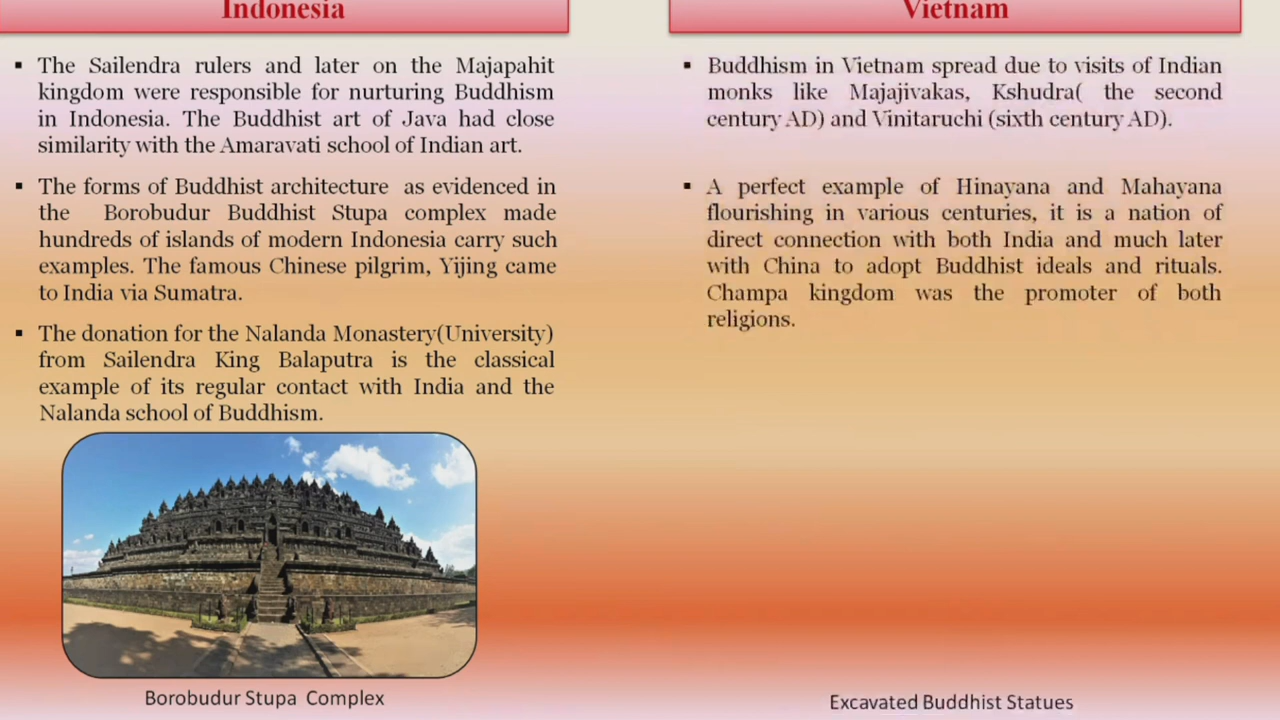 Indonesia
▪ The Sailendra rulers and later on the Majapahit
kingdom were responsible for nurturing Buddhism
in Indonesia. The Buddhist art of Java had close
similarity with the Amaravati school of Indian art.
▪ The forms of Buddhist architecture as evidenced in
the Borobudur Buddhist Stupa complex made
hundreds of islands of modern Indonesia carry such
examples. The famous Chinese pilgrim, Yijing came
to India via Sumatra.
▪ The donation for the Nalanda Monastery(University)
from Sailendra King Balaputra is the classical
example of its regular contact with India and the
Nalanda school of Buddhism.
Borobudur Stupa Complex
Vietnam
▪ Buddhism in Vietnam spread due to visits of Indian
monks like Majajivakas, Kshudra( the second
century AD) and Vinitaruchi (sixth century AD).
▪ A perfect example of Hinayana and Mahayana
flourishing in various centuries, it is a nation of
direct connection with both India and much later
with China to adopt Buddhist ideals and rituals.
Champa kingdom was the promoter of both
religions.
Excavated Buddhist Statues